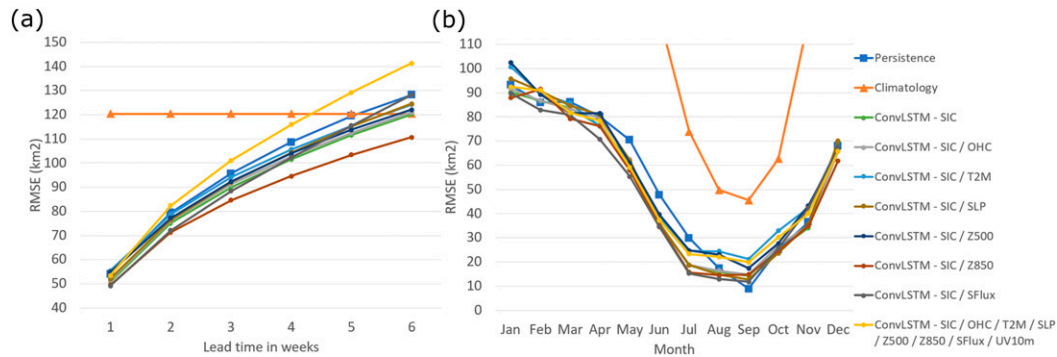 (a)
RMSE (km2)
150
140
130
120
110
100
90
80
70
60
50
40
1 2 3 4 5 6
Lead time in weeks
(b)
RMSE (km2)
110
100
90
80
70
60
50
40
30
20
10
0
Jan Feb Mar Apr May Jun Jul Aug Sep Oct Nov Dec
Month
Persistence
Climatology
ConvLSTM - SIC
ConvLSTM - SIC / OHC
ConvLSTM - SIC / T2M
ConvLSTM - SIC / SLP
ConvLSTM - SIC / Z500
ConvLSTM - SIC / Z850
ConvLSTM - SIC / SFlux
ConvLSTM - SIC / OHC / T2M / SLP
/ Z500 / Z850 / SFlux / UV10m